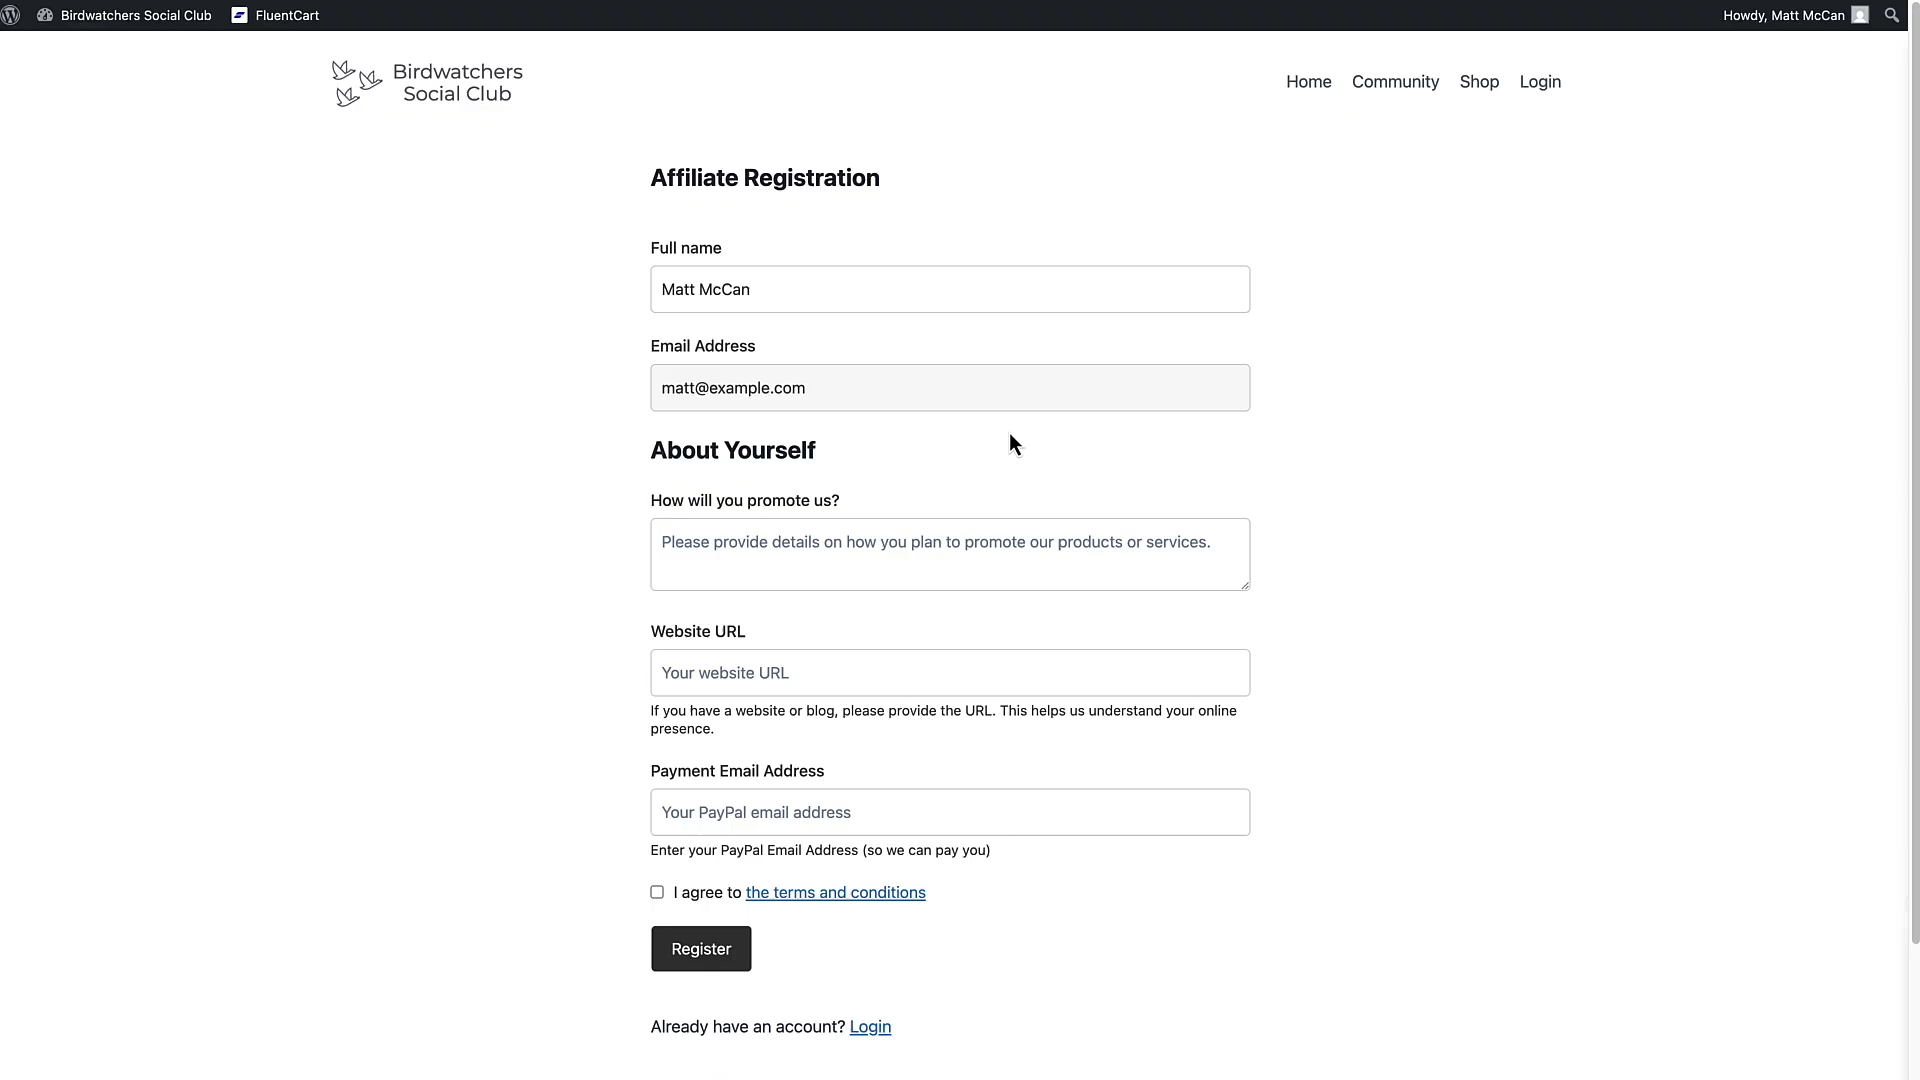 Birdwatchers Social Club FluentCart Howdy, Matt McCan
Birdwatchers
Social Club
Home Community Shop Login
Affiliate Registration
Full name
Matt McCan
Email Address
matt@example.com
About Yourself
How will you promote us?
Please provide details on how you plan to promote our products or services.
Website URL
Your website URL
If you have a website or blog, please provide the URL. This helps us understand your online
presence.
Payment Email Address
Your PayPal email address
Enter your PayPal Email Address (so we can pay you)
I agree to the terms and conditions
Register
Already have an account? Login